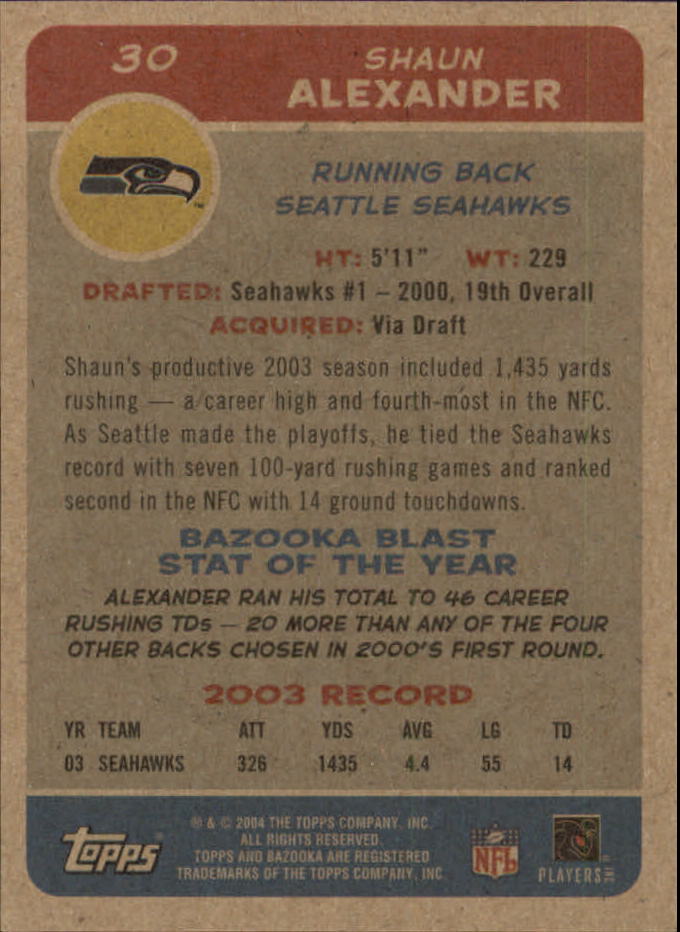 30
SHAUN
ALEXANDER
RUNNING BACK
SEATTLE SEAHAWKS
HT: 5'11" WT: 229
DRAFTED: Seahawks #1 – 2000, 19th Overall
ACQUIRED: Via Draft
Shaun's productive 2003 season included 1,435 yards
rushing — a career high and fourth-most in the NFC.
As Seattle made the playoffs, he tied the Seahawks
record with seven 100-yard rushing games and ranked
second in the NFC with 14 ground touchdowns.
BAZOOKA BLAST
STAT OF THE YEAR
ALEXANDER RAN HIS TOTAL TO 46 CAREER
RUSHING TDs – 20 MORE THAN ANY OF THE FOUR
OTHER BACKS CHOSEN IN 2000'S FIRST ROUND.
2003 RECORD
YR TEAM ATT YDS AVG LG TD
03 SEAHAWKS 326 1435 4.4 55 14
topps
® & © 2004 THE TOPPS COMPANY, INC.
ALL RIGHTS RESERVED.
TOPPS AND BAZOOKA ARE REGISTERED
TRADEMARKS OF THE TOPPS COMPANY, INC.
NFL
PLAYERS INC